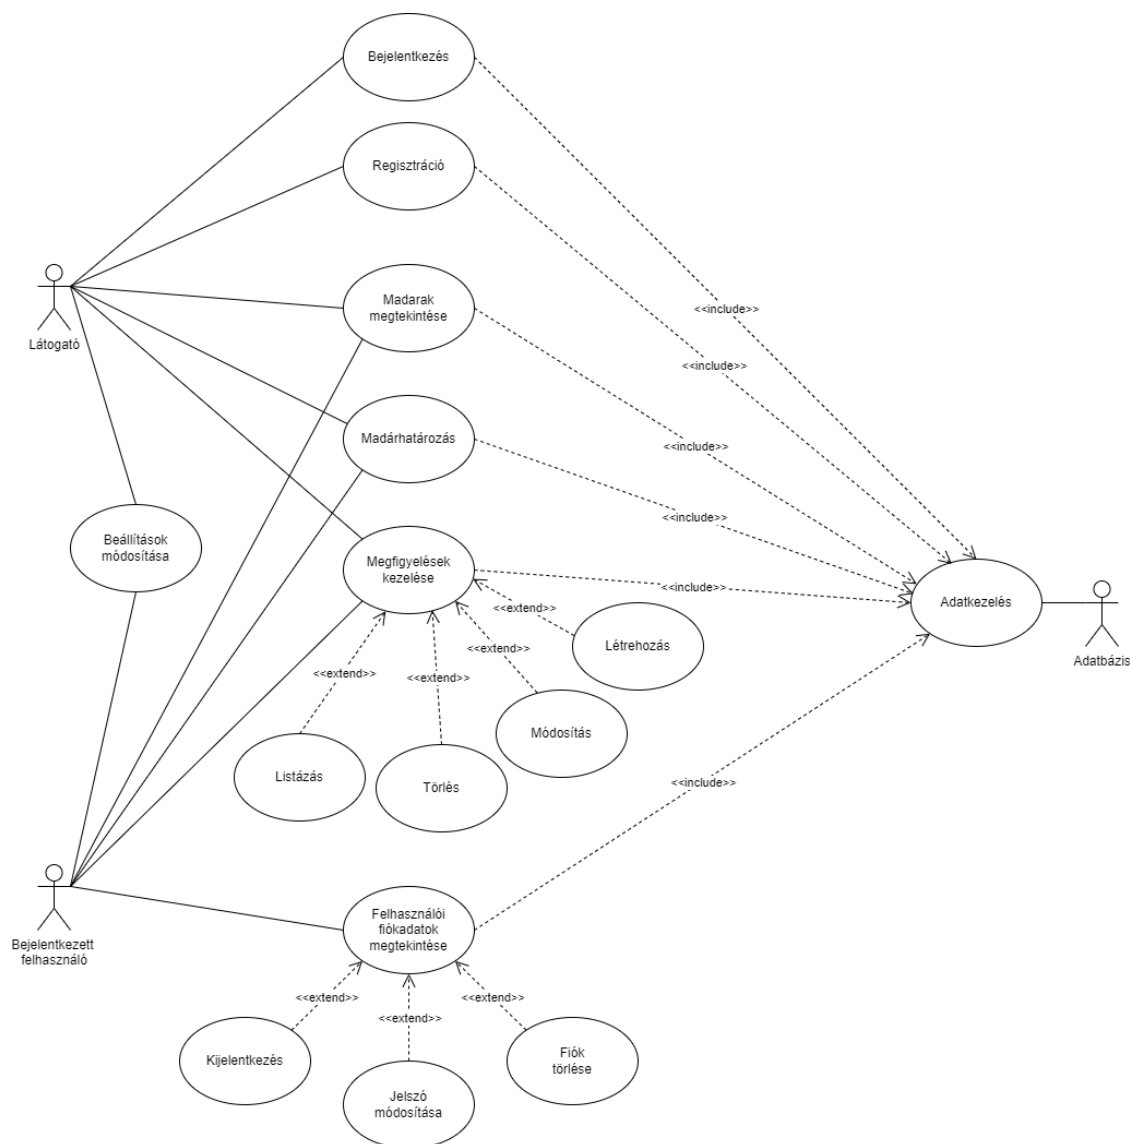 Bejelentkezés
Regisztráció
Madarak
megtekintése
<<include>>
Látogató
<<include>>
Madárhatározás
<<include>>
<<include>>
Beállítások
módosítása
Megfigyelések
kezelése
<<include>>
Adatkezelés
<<extend>>
Létrehozás
<<extend>>
Adatbázis
<<extend>>
<<extend>>
Módosítás
Listázás
Törlés
<<include>>
Felhasználói
fiókadatok
megtekintése
Bejelentkezett
felhasználó
<<extend>>
<<extend>>
<<extend>>
Kijelentkezés
Fiók
törlése
Jelszó
módosítása